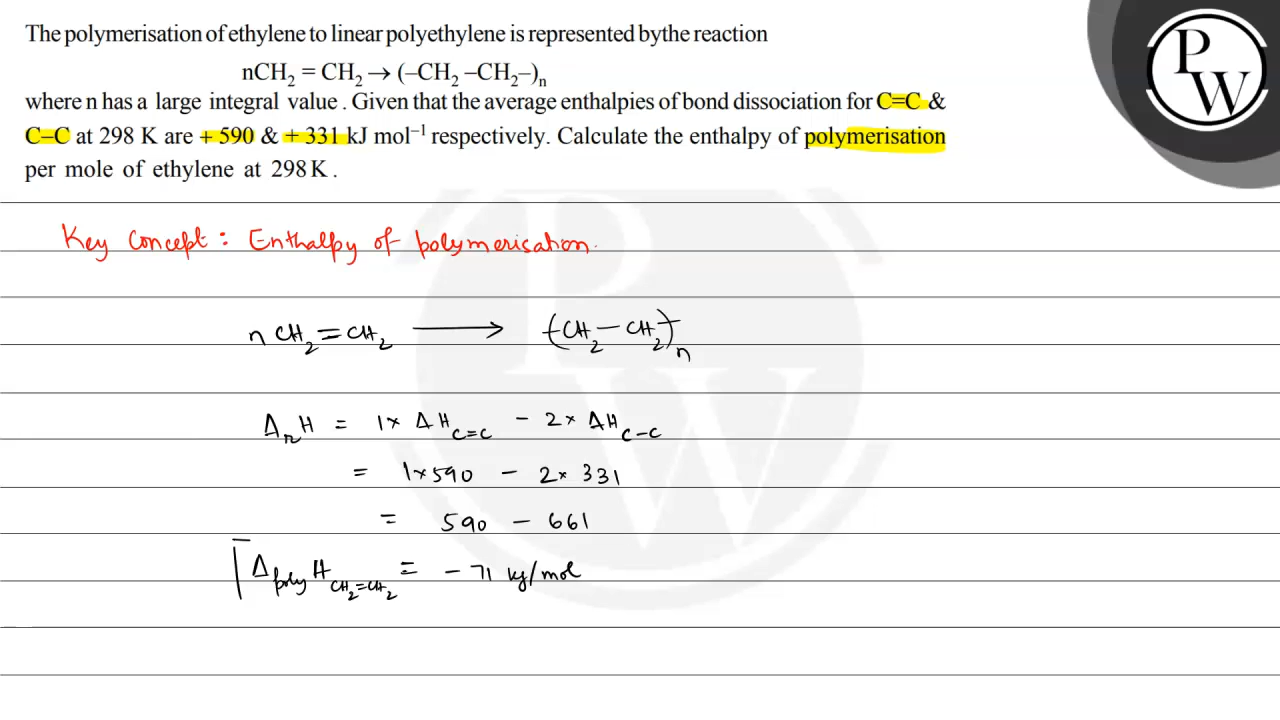 The polymerisation of ethylene to linear polyethylene is represented bythe reaction
nCH₂ = CH₂ → (–CH₂ –CH₂–)ₙ
where n has a large integral value . Given that the average enthalpies of bond dissociation for C=C &
C–C at 298 K are + 590 & + 331 kJ mol⁻¹ respectively. Calculate the enthalpy of polymerisation
per mole of ethylene at 298 K .
P
W
Key Concept : Enthalpy of polymerisation.
n CH₂ = CH₂ ⟶ (CH₂ – CH₂)ₙ
Δᵣ H = 1 × Δ H C=C – 2 × Δ H C–C
= 1 × 590 – 2 × 331
= 590 – 661
Δpoly H CH₂=CH₂ = – 71 kJ/mol
P
W